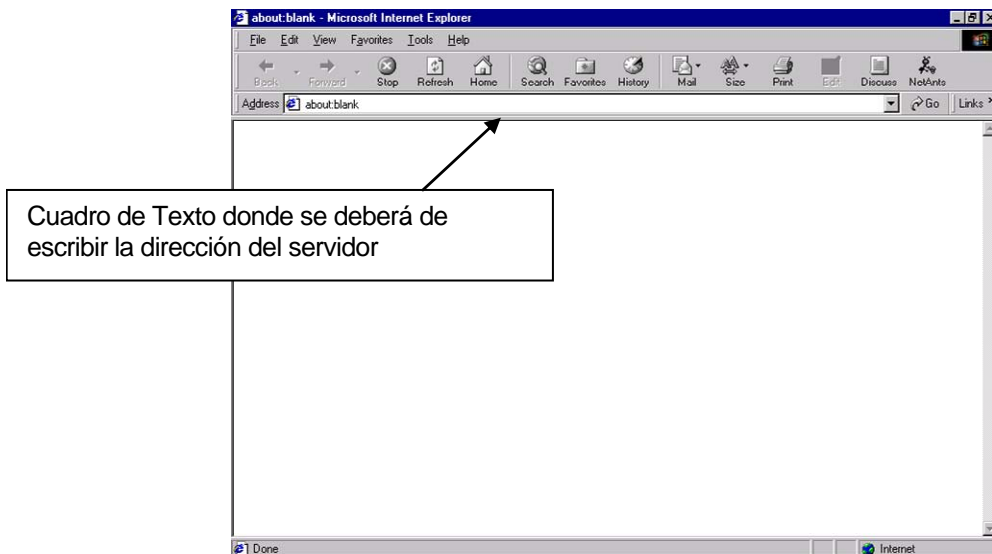 about:blank - Microsoft Internet Explorer
File Edit View Favorites Tools Help
Back Forward Stop Refresh Home Search Favorites History Mail Size Print Edit Discuss NetAnts
Address about:blank Go Links
Cuadro de Texto donde se deberá de
escribir la dirección del servidor
Done Internet